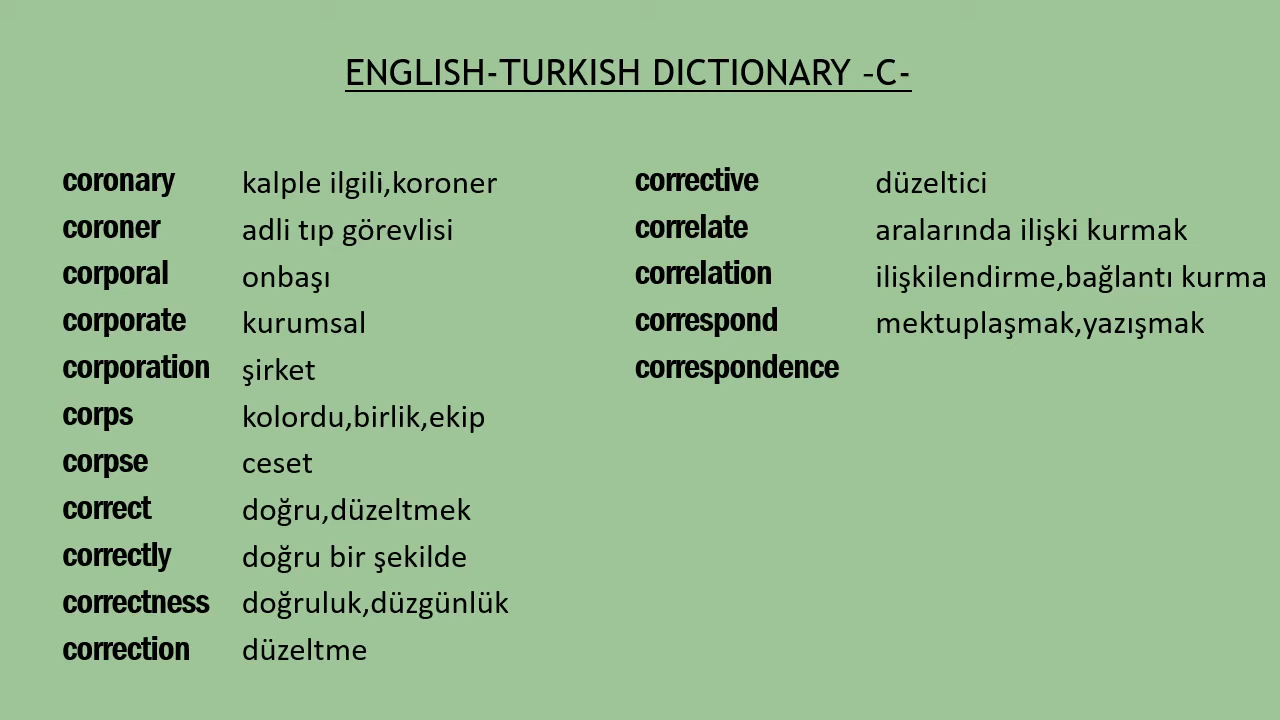 ENGLISH-TURKISH DICTIONARY –C-
coronary kalple ilgili,koroner
coroner adli tıp görevlisi
corporal onbaşı
corporate kurumsal
corporation şirket
corps kolordu,birlik,ekip
corpse ceset
correct doğru,düzeltmek
correctly doğru bir şekilde
correctness doğruluk,düzgünlük
correction düzeltme
corrective düzeltici
correlate aralarında ilişki kurmak
correlation ilişkilendirme,bağlantı kurma
correspond mektuplaşmak,yazışmak
correspondence